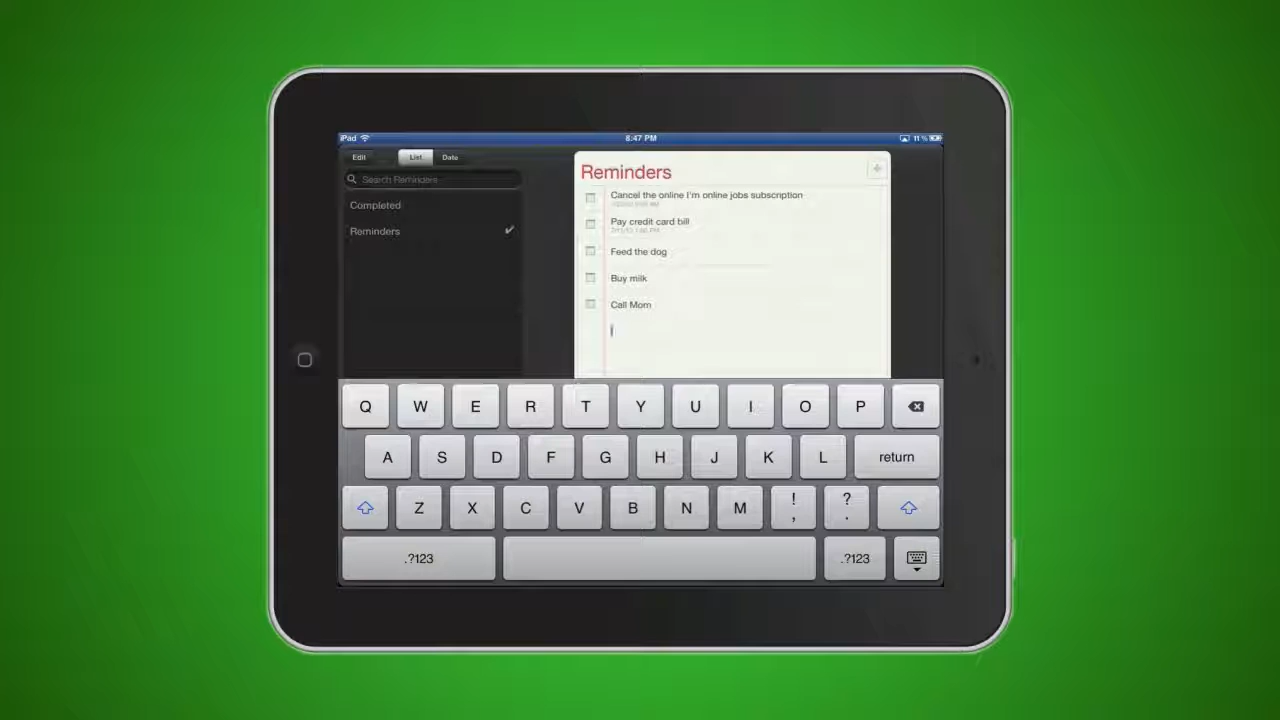 iPad 8:47 PM 11 %
Edit List Date
Search Reminders
Completed
Reminders
Reminders
Cancel the online I'm online jobs subscription
Pay credit card bill
Feed the dog
Buy milk
Call Mom
Q W E R T Y U I O P
A S D F G H J K L return
Z X C V B N M ! , ? .
.?123 .?123